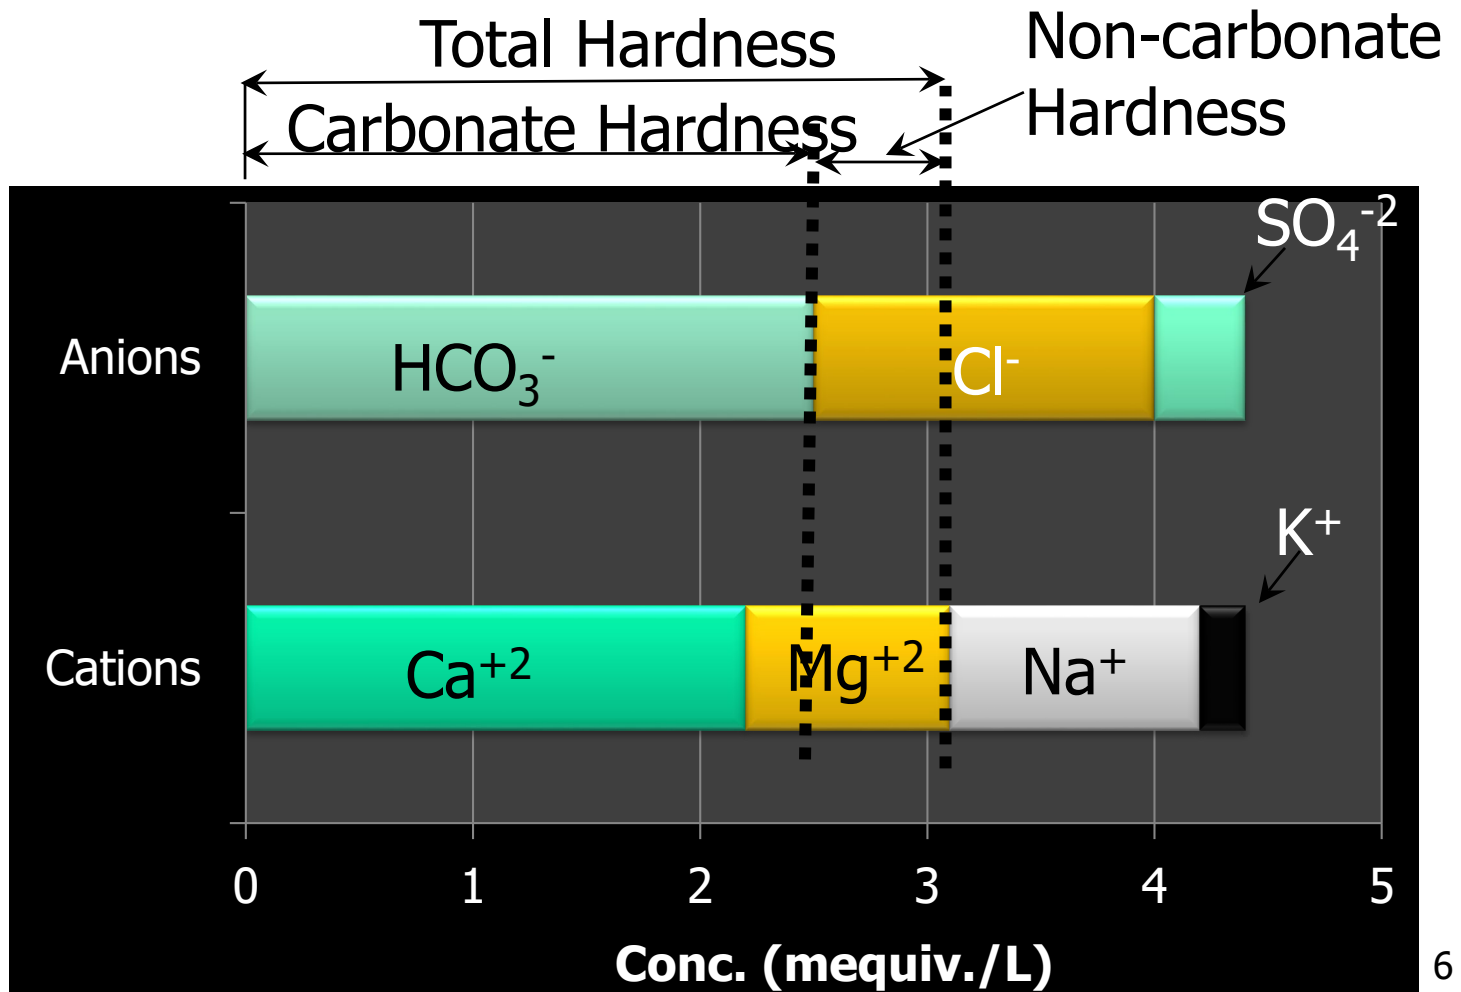 Total Hardness
Non-carbonate
Hardness
Carbonate Hardness
SO₄⁻²
Anions
HCO₃⁻
Cl⁻
K⁺
Cations
Ca⁺²
Mg⁺²
Na⁺
0 1 2 3 4 5
Conc. (mequiv./L)
6